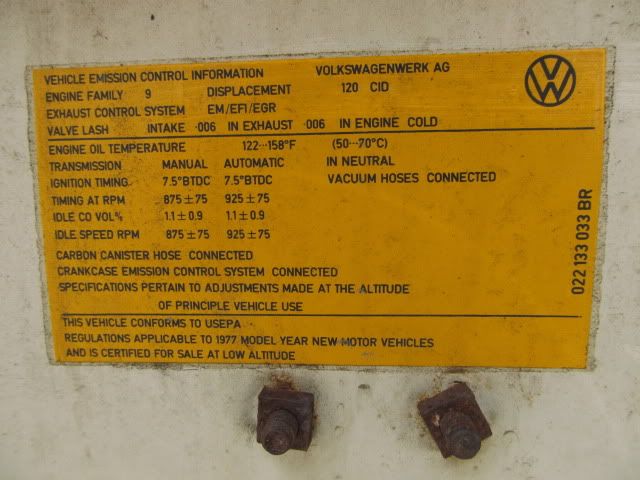 VEHICLE EMISSION CONTROL INFORMATION VOLKSWAGENWERK AG
ENGINE FAMILY 9 DISPLACEMENT 120 CID
EXHAUST CONTROL SYSTEM EM/EFI/EGR
VALVE LASH INTAKE .006 IN EXHAUST .006 IN ENGINE COLD
ENGINE OIL TEMPERATURE 122...158°F (50...70°C)
TRANSMISSION MANUAL AUTOMATIC IN NEUTRAL
IGNITION TIMING 7.5°BTDC 7.5°BTDC VACUUM HOSES CONNECTED
TIMING AT RPM 875±75 925±75
IDLE CO VOL% 1.1±0.9 1.1±0.9
IDLE SPEED RPM 875±75 925±75
CARBON CANISTER HOSE CONNECTED
CRANKCASE EMISSION CONTROL SYSTEM CONNECTED
SPECIFICATIONS PERTAIN TO ADJUSTMENTS MADE AT THE ALTITUDE
OF PRINCIPLE VEHICLE USE
THIS VEHICLE CONFORMS TO USEPA
REGULATIONS APPLICABLE TO 1977 MODEL YEAR NEW MOTOR VEHICLES
AND IS CERTIFIED FOR SALE AT LOW ALTITUDE
VW
022 133 033 BR